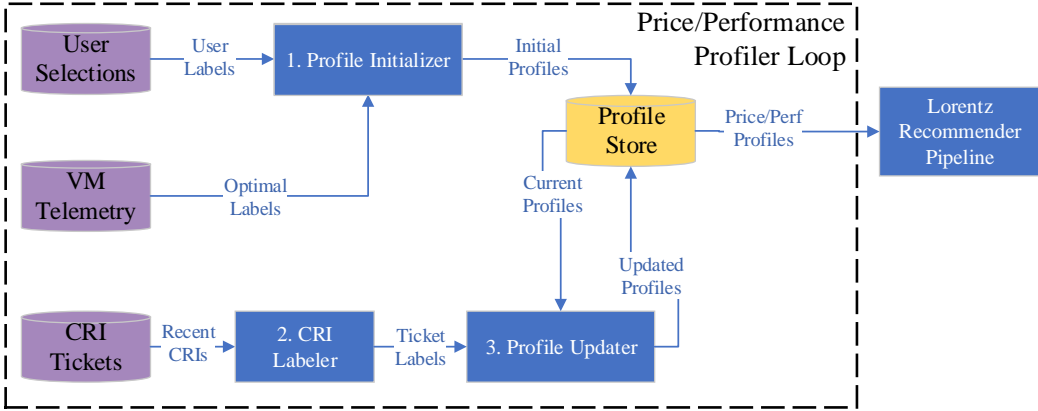 Price/Performance
Profiler Loop
User
Selections
User
Labels
1. Profile Initializer
Initial
Profiles
VM
Telemetry
Optimal
Labels
Profile
Store
Price/Perf
Profiles
Lorentz
Recommender
Pipeline
Current
Profiles
Updated
Profiles
CRI
Tickets
Recent
CRIs
2. CRI
Labeler
Ticket
Labels
3. Profile Updater